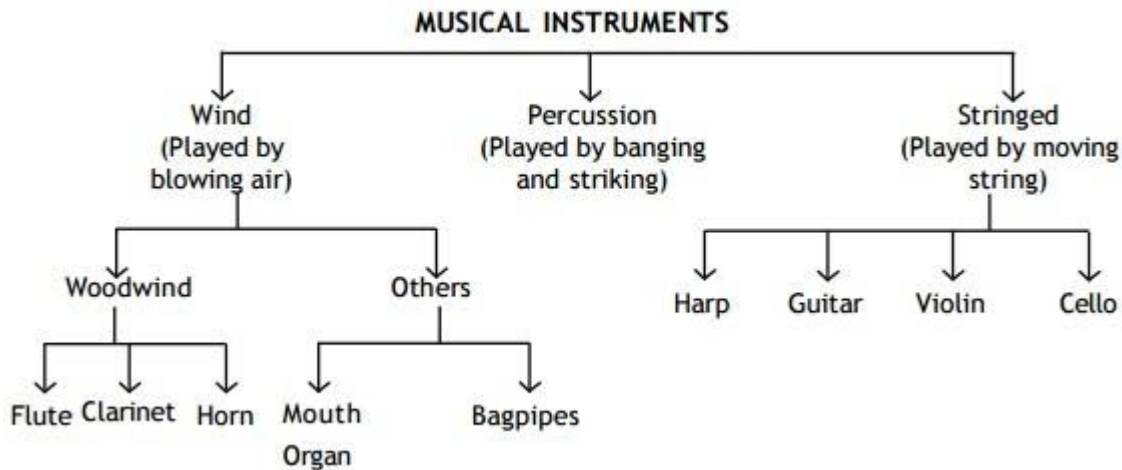 MUSICAL INSTRUMENTS
Wind
(Played by
blowing air)
Percussion
(Played by banging
and striking)
Stringed
(Played by moving
string)
Woodwind
Others
Harp
Guitar
Violin
Cello
Flute
Clarinet
Horn
Mouth
Organ
Bagpipes